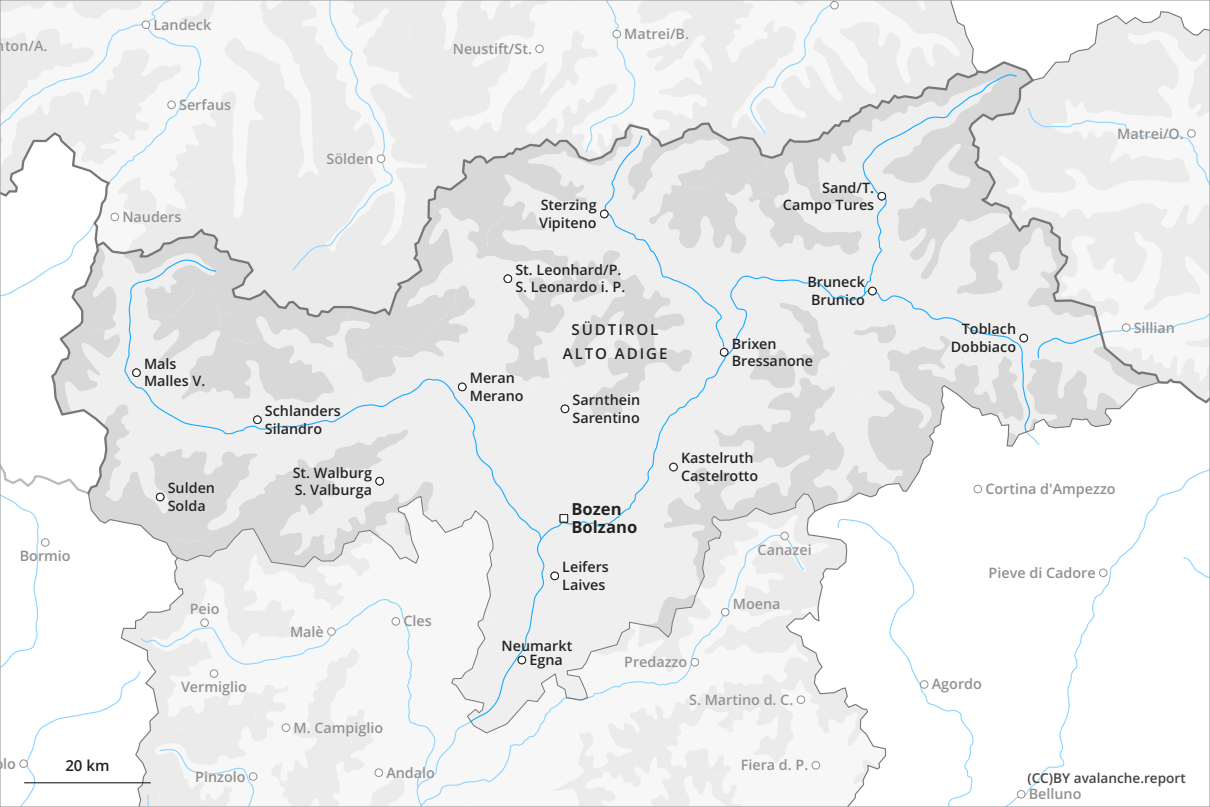 Landeck
Matrei/B.
Neustift/St.
nton/A.
Serfaus
Matrei/O.
Sölden
Sand/T.
Campo Tures
Nauders
Sterzing
Vipiteno
St. Leonhard/P.
S. Leonardo i. P.
Bruneck
Brunico
SÜDTIROL
ALTO ADIGE
Toblach
Dobbiaco
Sillian
Brixen
Bressanone
Mals
Malles V.
Meran
Merano
Schlanders
Silandro
Sarnthein
Sarentino
Kastelruth
Castelrotto
St. Walburg
S. Valburga
Sulden
Solda
Cortina d'Ampezzo
Bozen
Bolzano
Bormio
Canazei
Leifers
Laives
Pieve di Cadore
Peio
Moena
Malè
Cles
Neumarkt
Egna
Predazzo
Vermiglio
Agordo
S. Martino d. C.
M. Campiglio
olo
20 km
Pinzolo
Andalo
Fiera d. P.
(CC)BY avalanche.report
Belluno